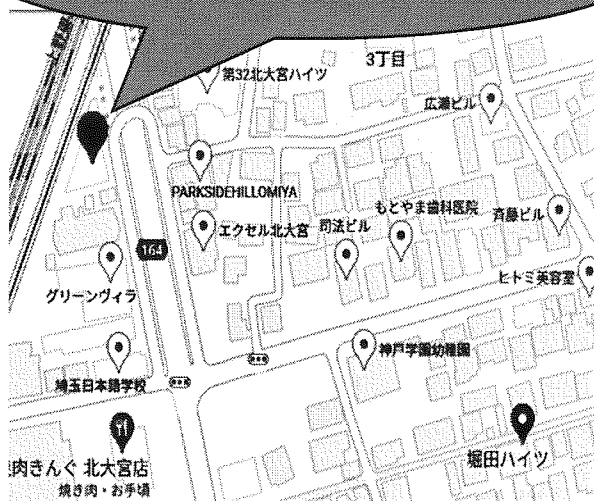 3丁目
第32北大宮ハイツ
広瀬ビル
PARKSIDEHILLOMIYA
もとやま歯科医院
斉藤ビル
エクセル北大宮
司法ビル
164
ヒトミ美容室
グリーンヴィラ
神戸学園幼稚園
埼玉日本語学校
肉きんぐ 北大宮店
焼き肉・お手頃
堀田ハイツ